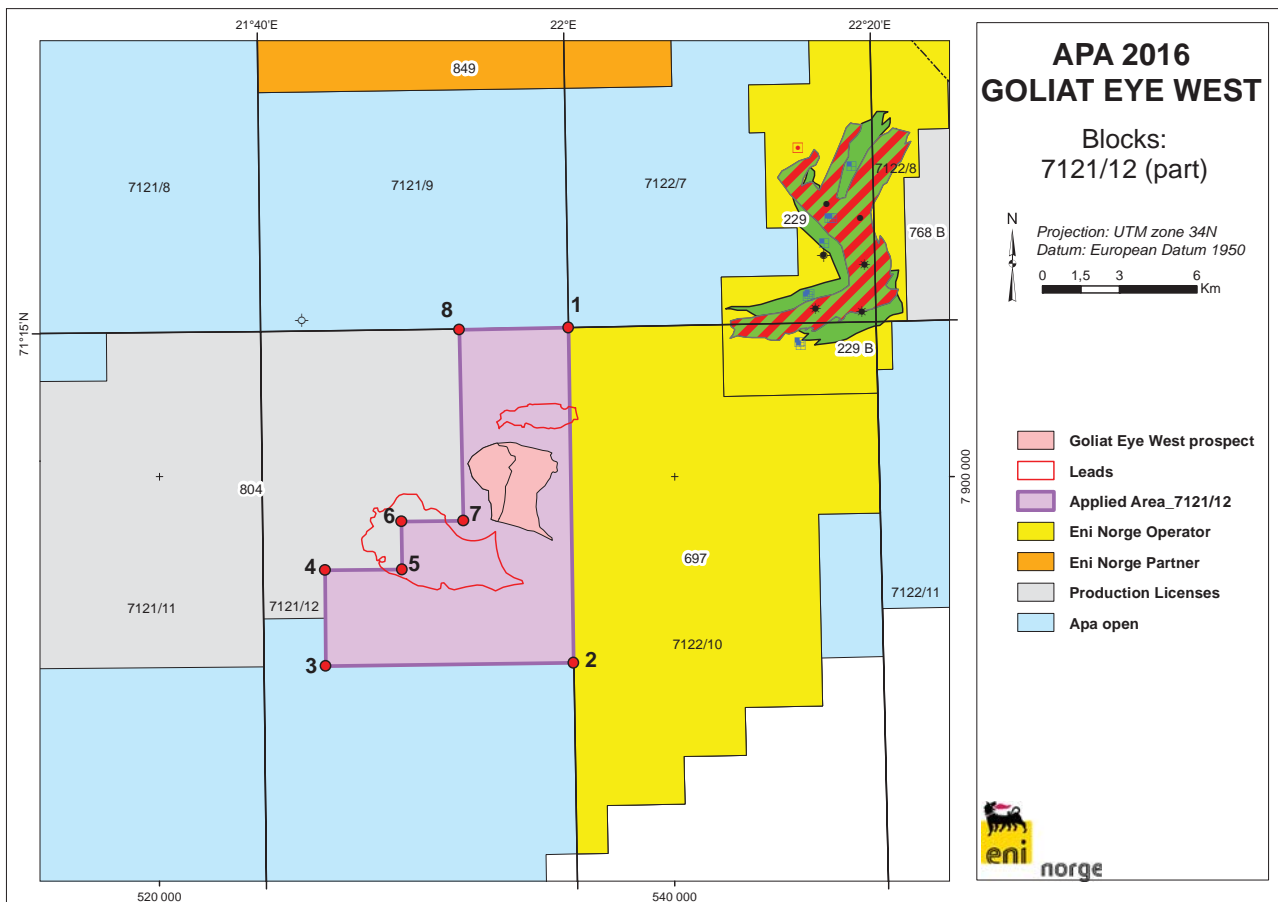 21°40'E
22°E
22°20'E
849
7121/8
7121/9
7122/7
7122/8
229
768 B
8
1
71°15'N
229 B
804
7 900 000
6
7
697
4
5
7121/11
7121/12
7122/11
7122/10
3
2
520 000
540 000
APA 2016
GOLIAT EYE WEST
Blocks:
7121/12 (part)
N
Projection: UTM zone 34N
Datum: European Datum 1950
0 1,5 3 6
Km
Goliat Eye West prospect
Leads
Applied Area_7121/12
Eni Norge Operator
Eni Norge Partner
Production Licenses
Apa open
eni
norge